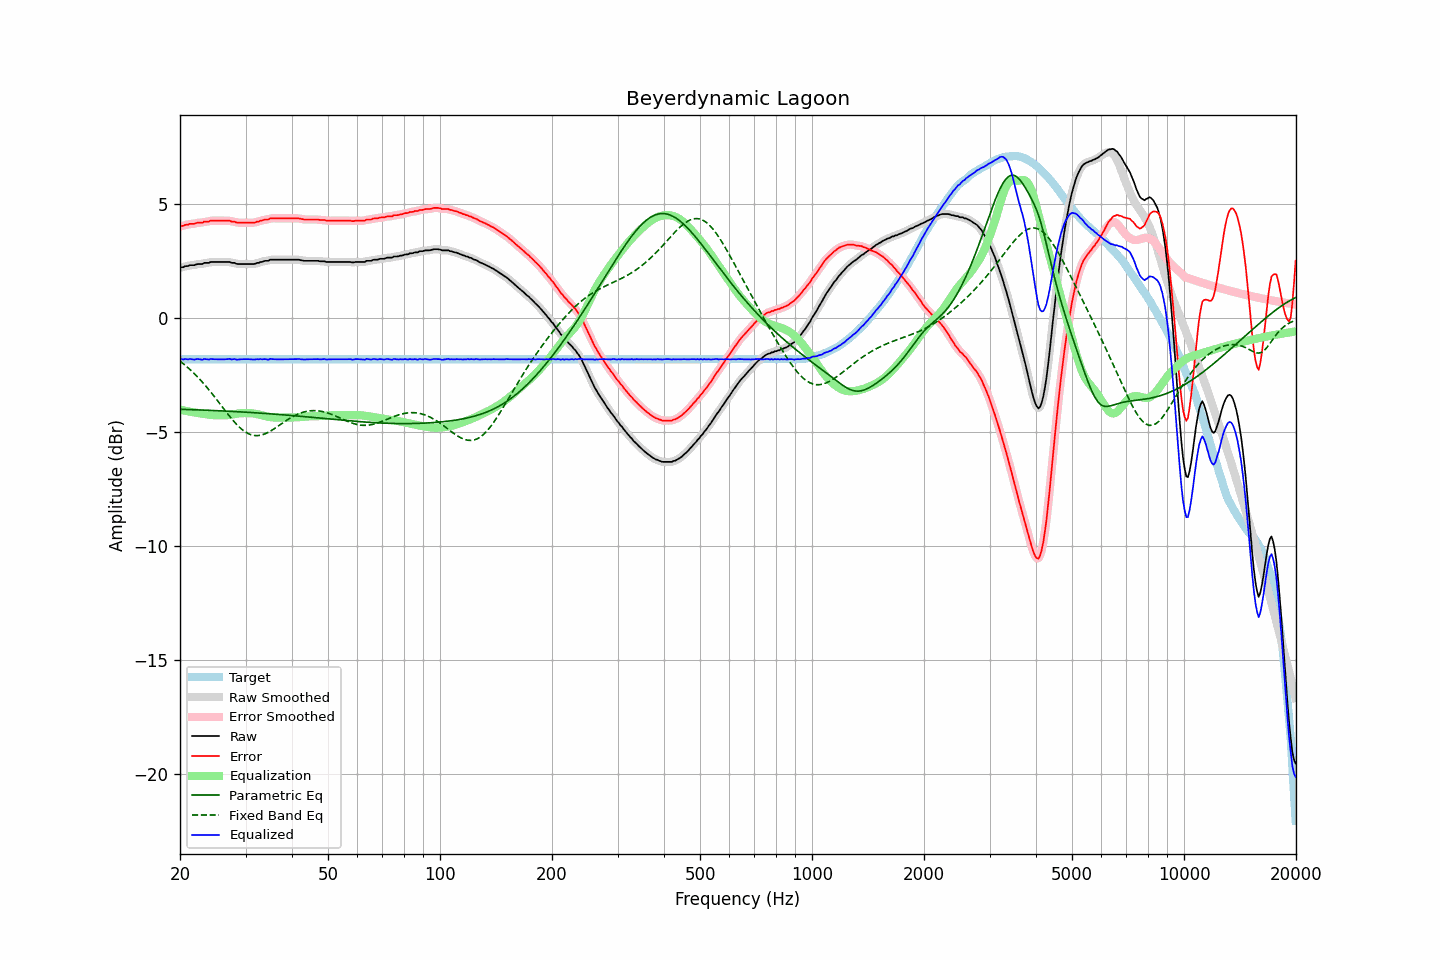 Beyerdynamic Lagoon
Amplitude (dBr)
5
0
−5
−10
−15
−20
Target
Raw Smoothed
Error Smoothed
Raw
Error
Equalization
Parametric Eq
Fixed Band Eq
Equalized
20 50 100 200 500 1000 2000 5000 10000 20000
Frequency (Hz)